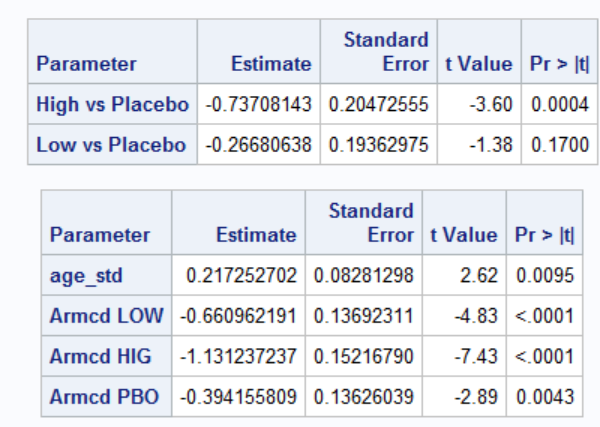 Parameter Estimate Standard Error t Value Pr > |t|
High vs Placebo -0.73708143 0.20472555 -3.60 0.0004
Low vs Placebo -0.26680638 0.19362975 -1.38 0.1700
Parameter Estimate Standard Error t Value Pr > |t|
age_std 0.217252702 0.08281298 2.62 0.0095
Armcd LOW -0.660962191 0.13692311 -4.83 <.0001
Armcd HIG -1.131237237 0.15216790 -7.43 <.0001
Armcd PBO -0.394155809 0.13626039 -2.89 0.0043